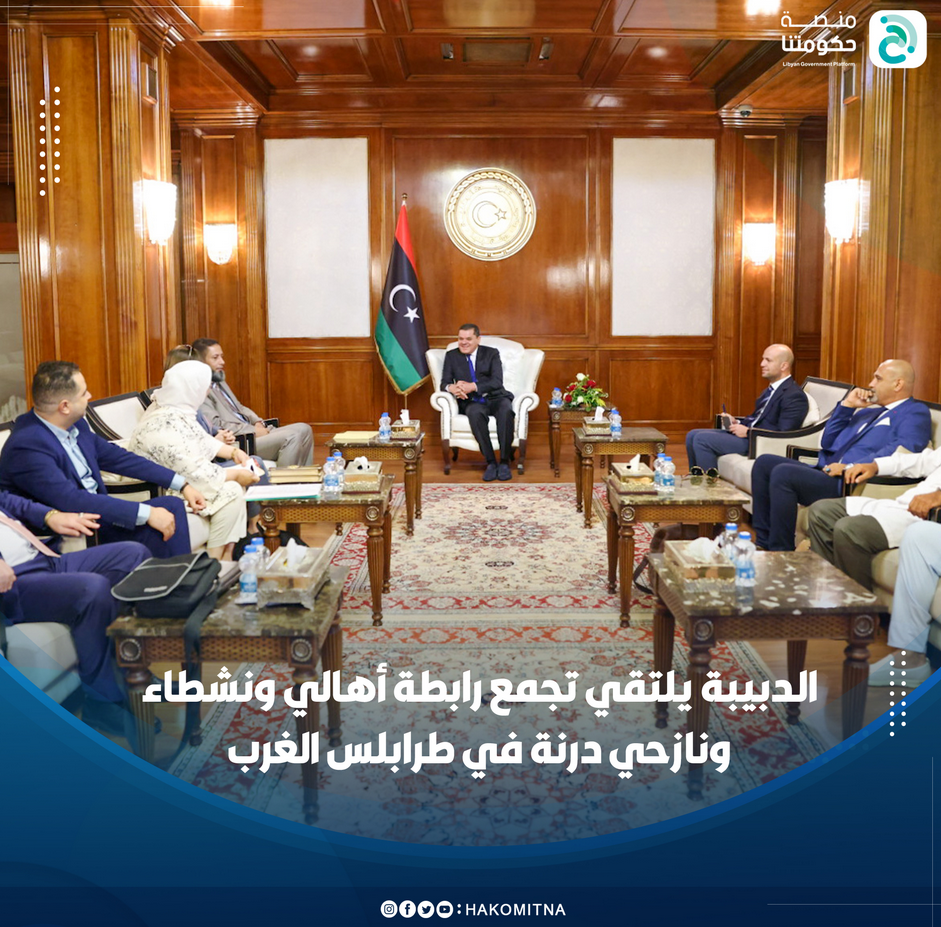 منصة
حكومتنا
Libyan Government Platform
الدبيبة يلتقي تجمع رابطة أهالي ونشطاء
ونازحي درنة في طرابلس الغرب
: HAKOMITNA